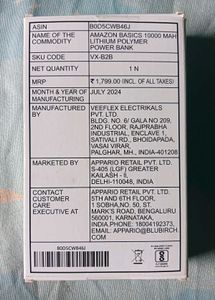 ASIN B0D5CWB46J
NAME OF THE COMMODITY AMAZON BASICS 10000 MAH LITHIUM POLYMER POWER BANK
SKU CODE VX-B2B
NET QUANTITY 1 N
MRP ₹ 1,799.00 (INCL. OF ALL TAXES)
MONTH & YEAR OF MANUFACTURING JULY 2024
MANUFACTURED BY
VEEFLEX ELECTRIKALS
PVT. LTD.
BLDG. NO. 6/ GALA NO 209,
2ND FLOOR, RAJPRABHA
INDUSTRIAL, ENCLAVE 1,
SATIVALI RD., BHOIDAPADA,
VASAI VIRAR,
PALGHAR, MH., INDIA-401208
MARKETED BY
APPARIO RETAIL PVT. LTD.
S-405 (LGF) GREATER
KAILASH - II,
DELHI-110048, INDIA
CONTACT CUSTOMER CARE EXECUTIVE AT
APPARIO RETAIL PVT. LTD.
5TH AND 6TH FLOOR,
1 SOBHA,NO. 50, ST.
MARK'S ROAD, BENGALURU
560001, KARNATAKA,
INDIA, PHONE: 18004192373,
EMAIL: APPARIO@BLUBIRCH.COM
B0D5CWB46J